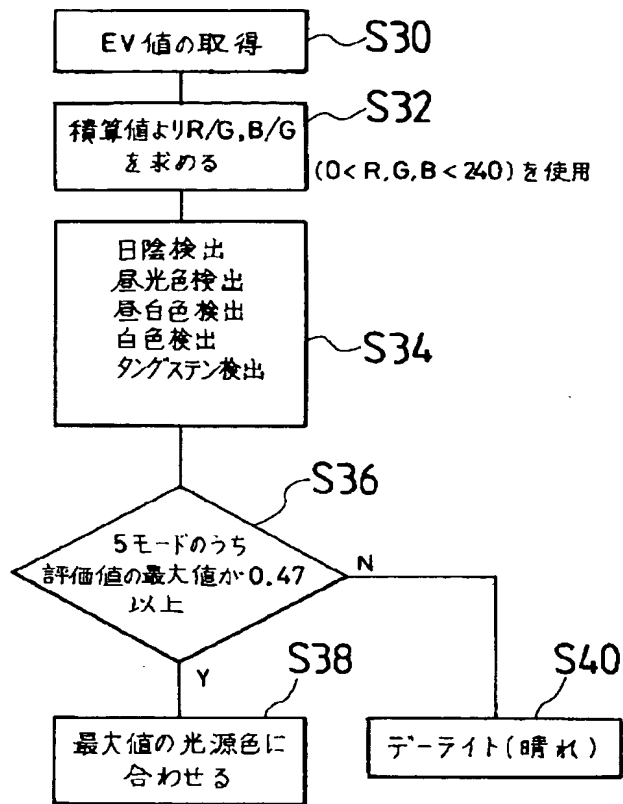 EV値の取得
S30
積算値よりR/G,B/G
を求める
S32
(0<R,G,B<240)を使用
日陰検出
昼光色検出
昼白色検出
白色検出
タングステン検出
S34
S36
5モードのうち
評価値の最大値が0.47
以上
N
Y
S38
最大値の光源色に
合わせる
S40
デーライト(晴れ)